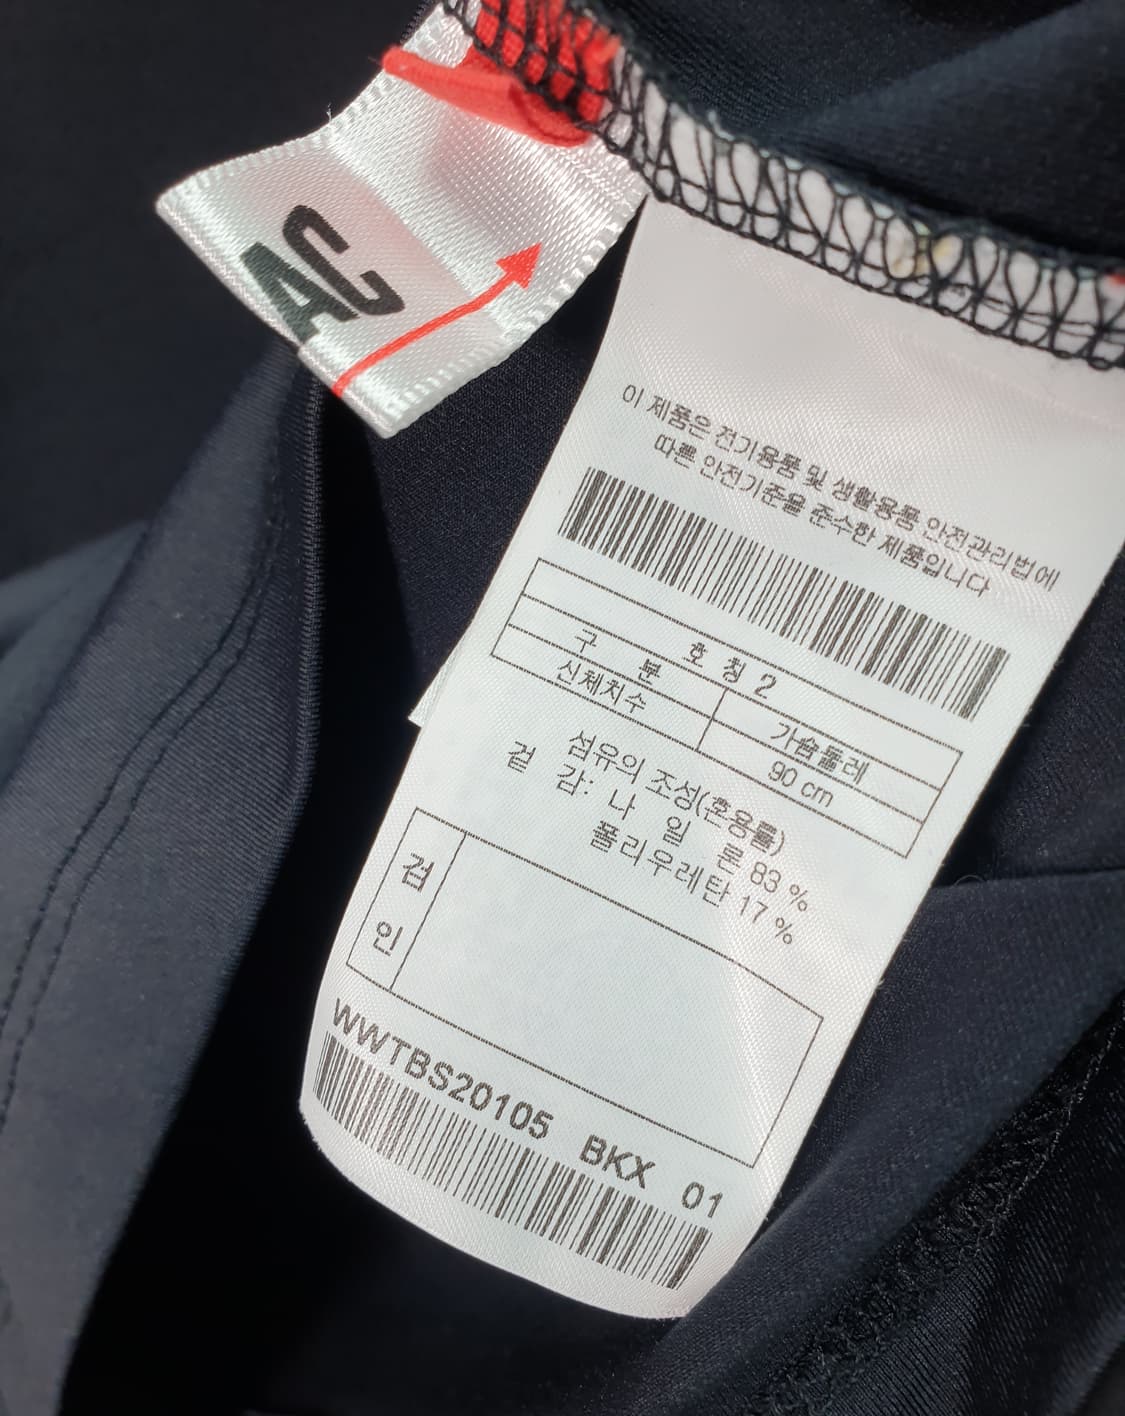 이 제품은 전기용품 및 생활용품 안전관리법에
따른 안전기준을 준수한 제품입니다
호 칭 2
구 분 가슴둘레
신체치수 90 cm
섬유의 조성(혼용률)
겉 감: 나 일 론 83 %
폴리우레탄 17 %
검
인
WWTBS20105 BKX 01